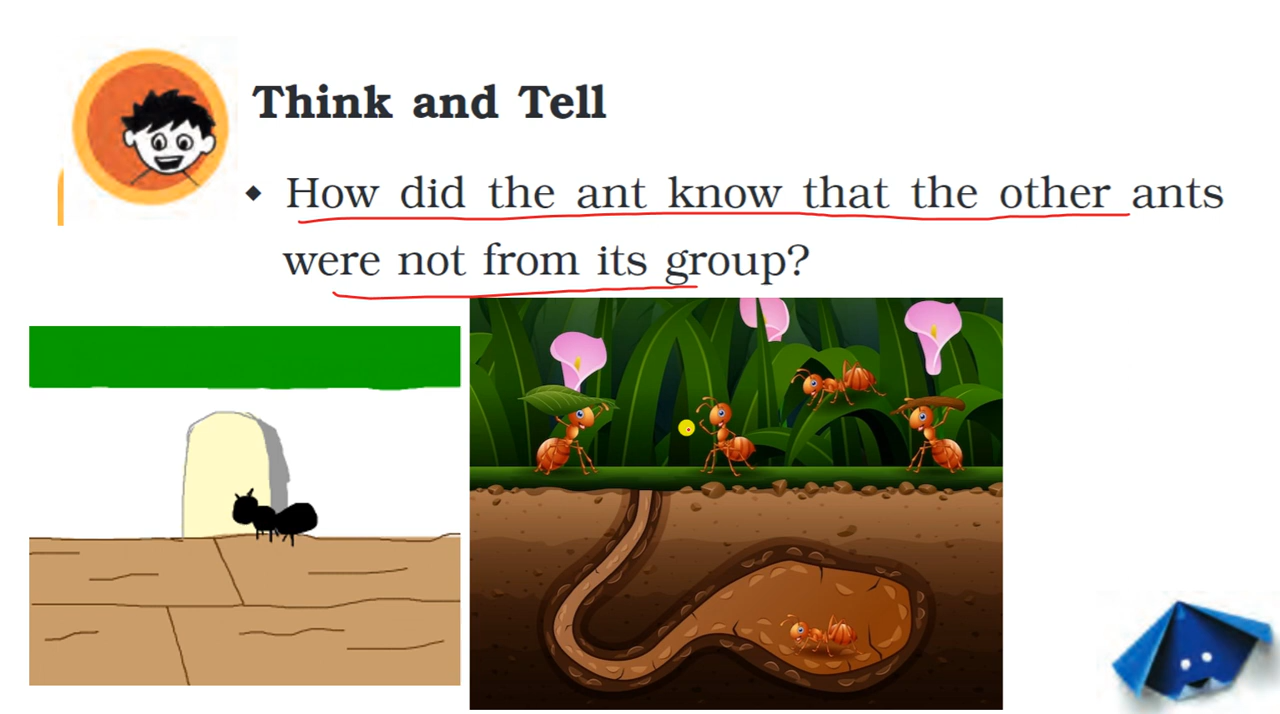 Think and Tell
◆ How did the ant know that the other ants
were not from its group?